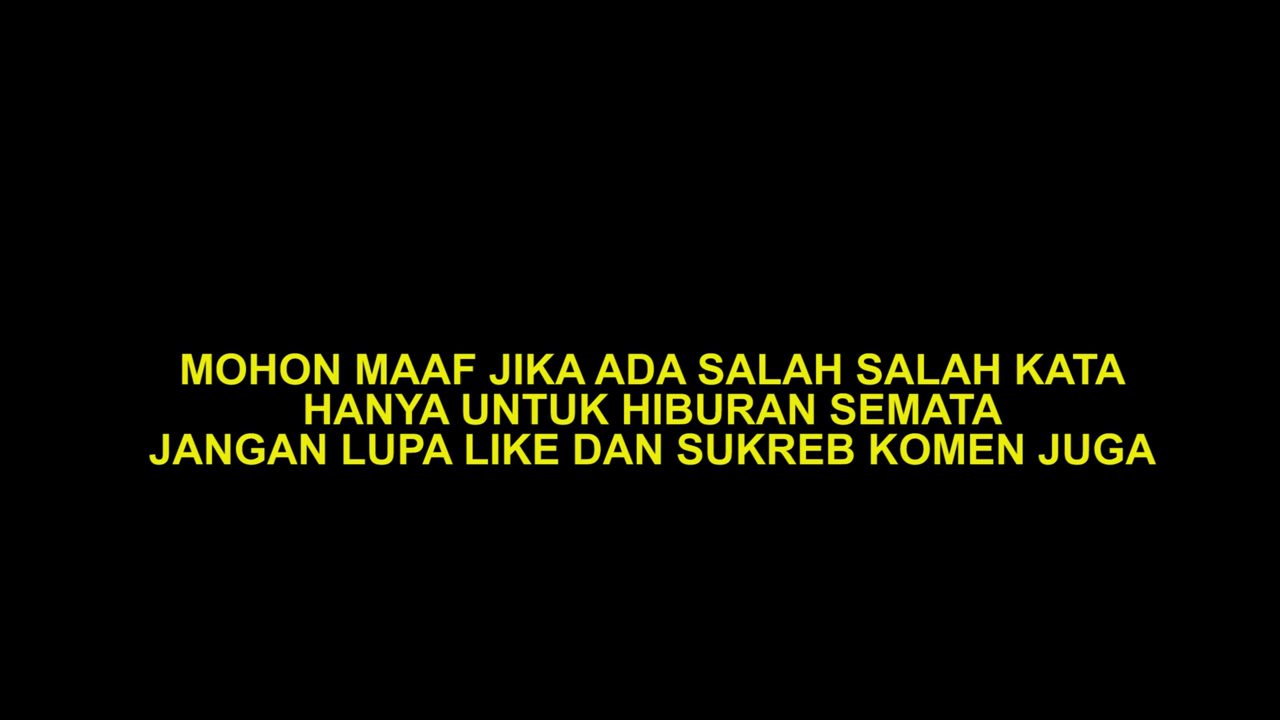 MOHON MAAF JIKA ADA SALAH SALAH KATA
HANYA UNTUK HIBURAN SEMATA
JANGAN LUPA LIKE DAN SUKREB KOMEN JUGA